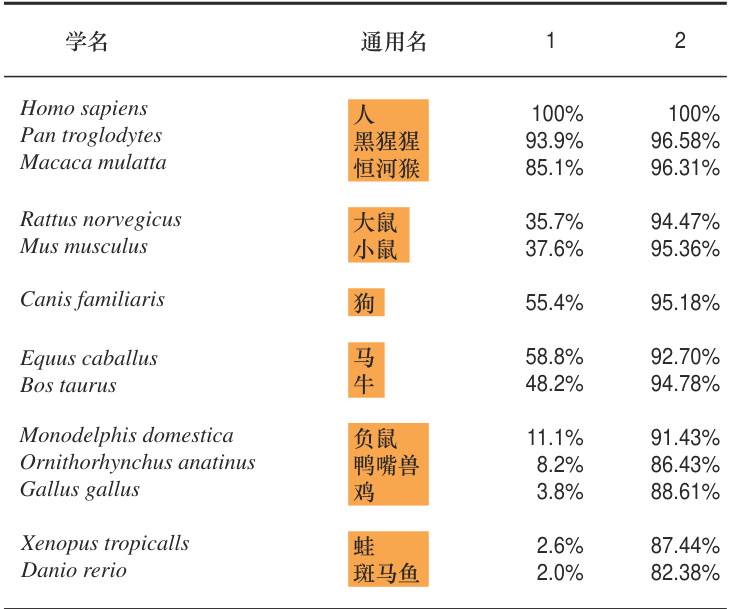 学名 通用名 1 2
Homo sapiens 人 100% 100%
Pan troglodytes 黑猩猩 93.9% 96.58%
Macaca mulatta 恒河猴 85.1% 96.31%
Rattus norvegicus 大鼠 35.7% 94.47%
Mus musculus 小鼠 37.6% 95.36%
Canis familiaris 狗 55.4% 95.18%
Equus caballus 马 58.8% 92.70%
Bos taurus 牛 48.2% 94.78%
Monodelphis domestica 负鼠 11.1% 91.43%
Ornithorhynchus anatinus 鸭嘴兽 8.2% 86.43%
Gallus gallus 鸡 3.8% 88.61%
Xenopus tropicalls 蛙 2.6% 87.44%
Danio rerio 斑马鱼 2.0% 82.38%